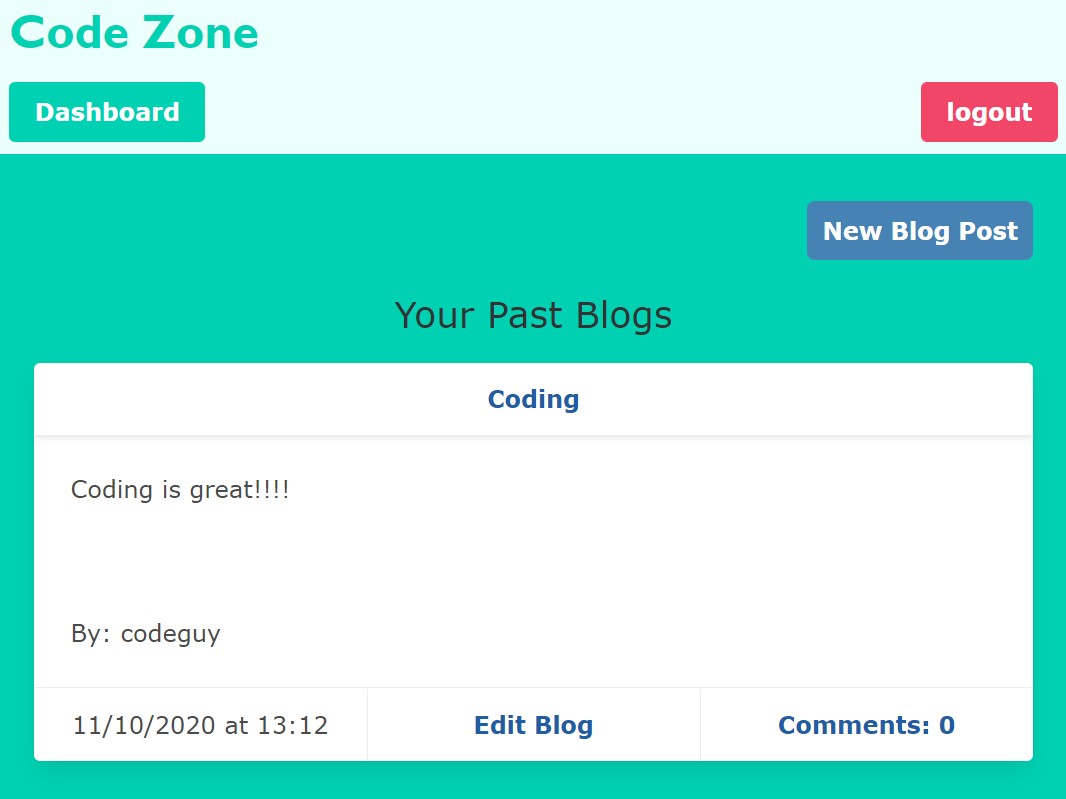 Code Zone
Dashboard
logout
New Blog Post
Your Past Blogs
Coding
Coding is great!!!!
By: codeguy
11/10/2020 at 13:12
Edit Blog
Comments: 0